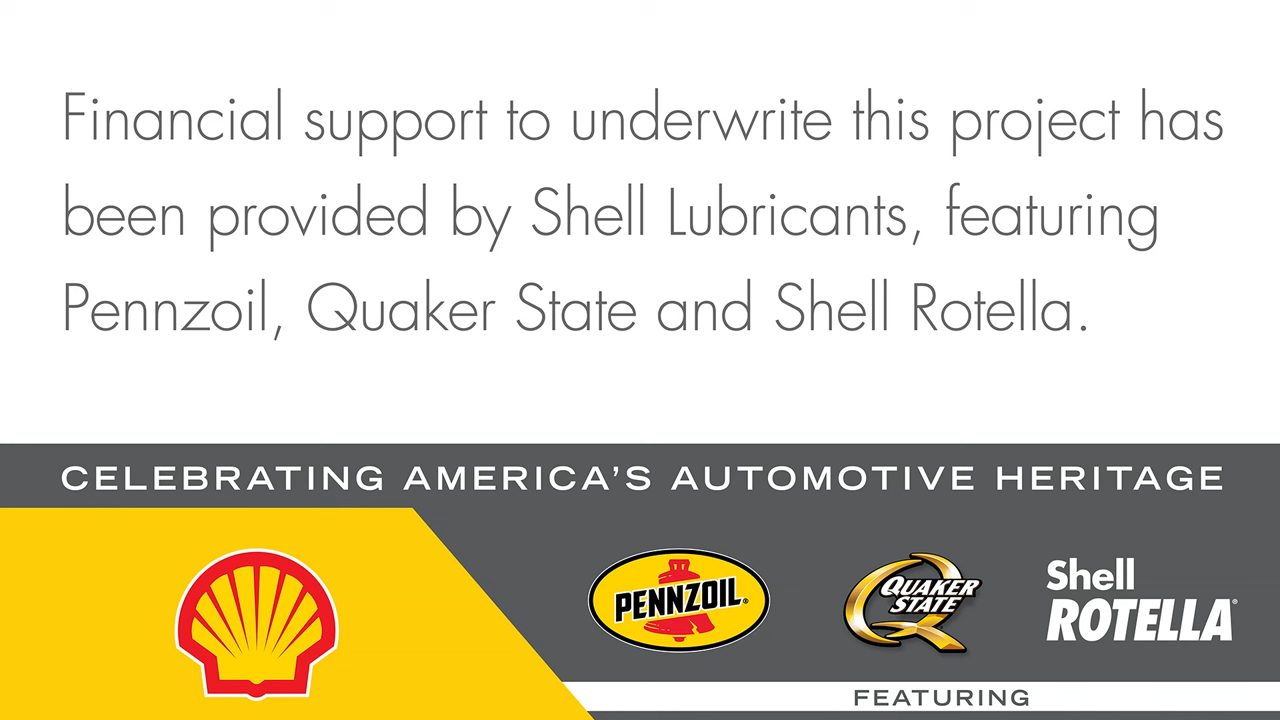 Financial support to underwrite this project has
been provided by Shell Lubricants, featuring
Pennzoil, Quaker State and Shell Rotella.
CELEBRATING AMERICA'S AUTOMOTIVE HERITAGE
PENNZOIL®
QUAKER
STATE
Shell
ROTELLA®
FEATURING